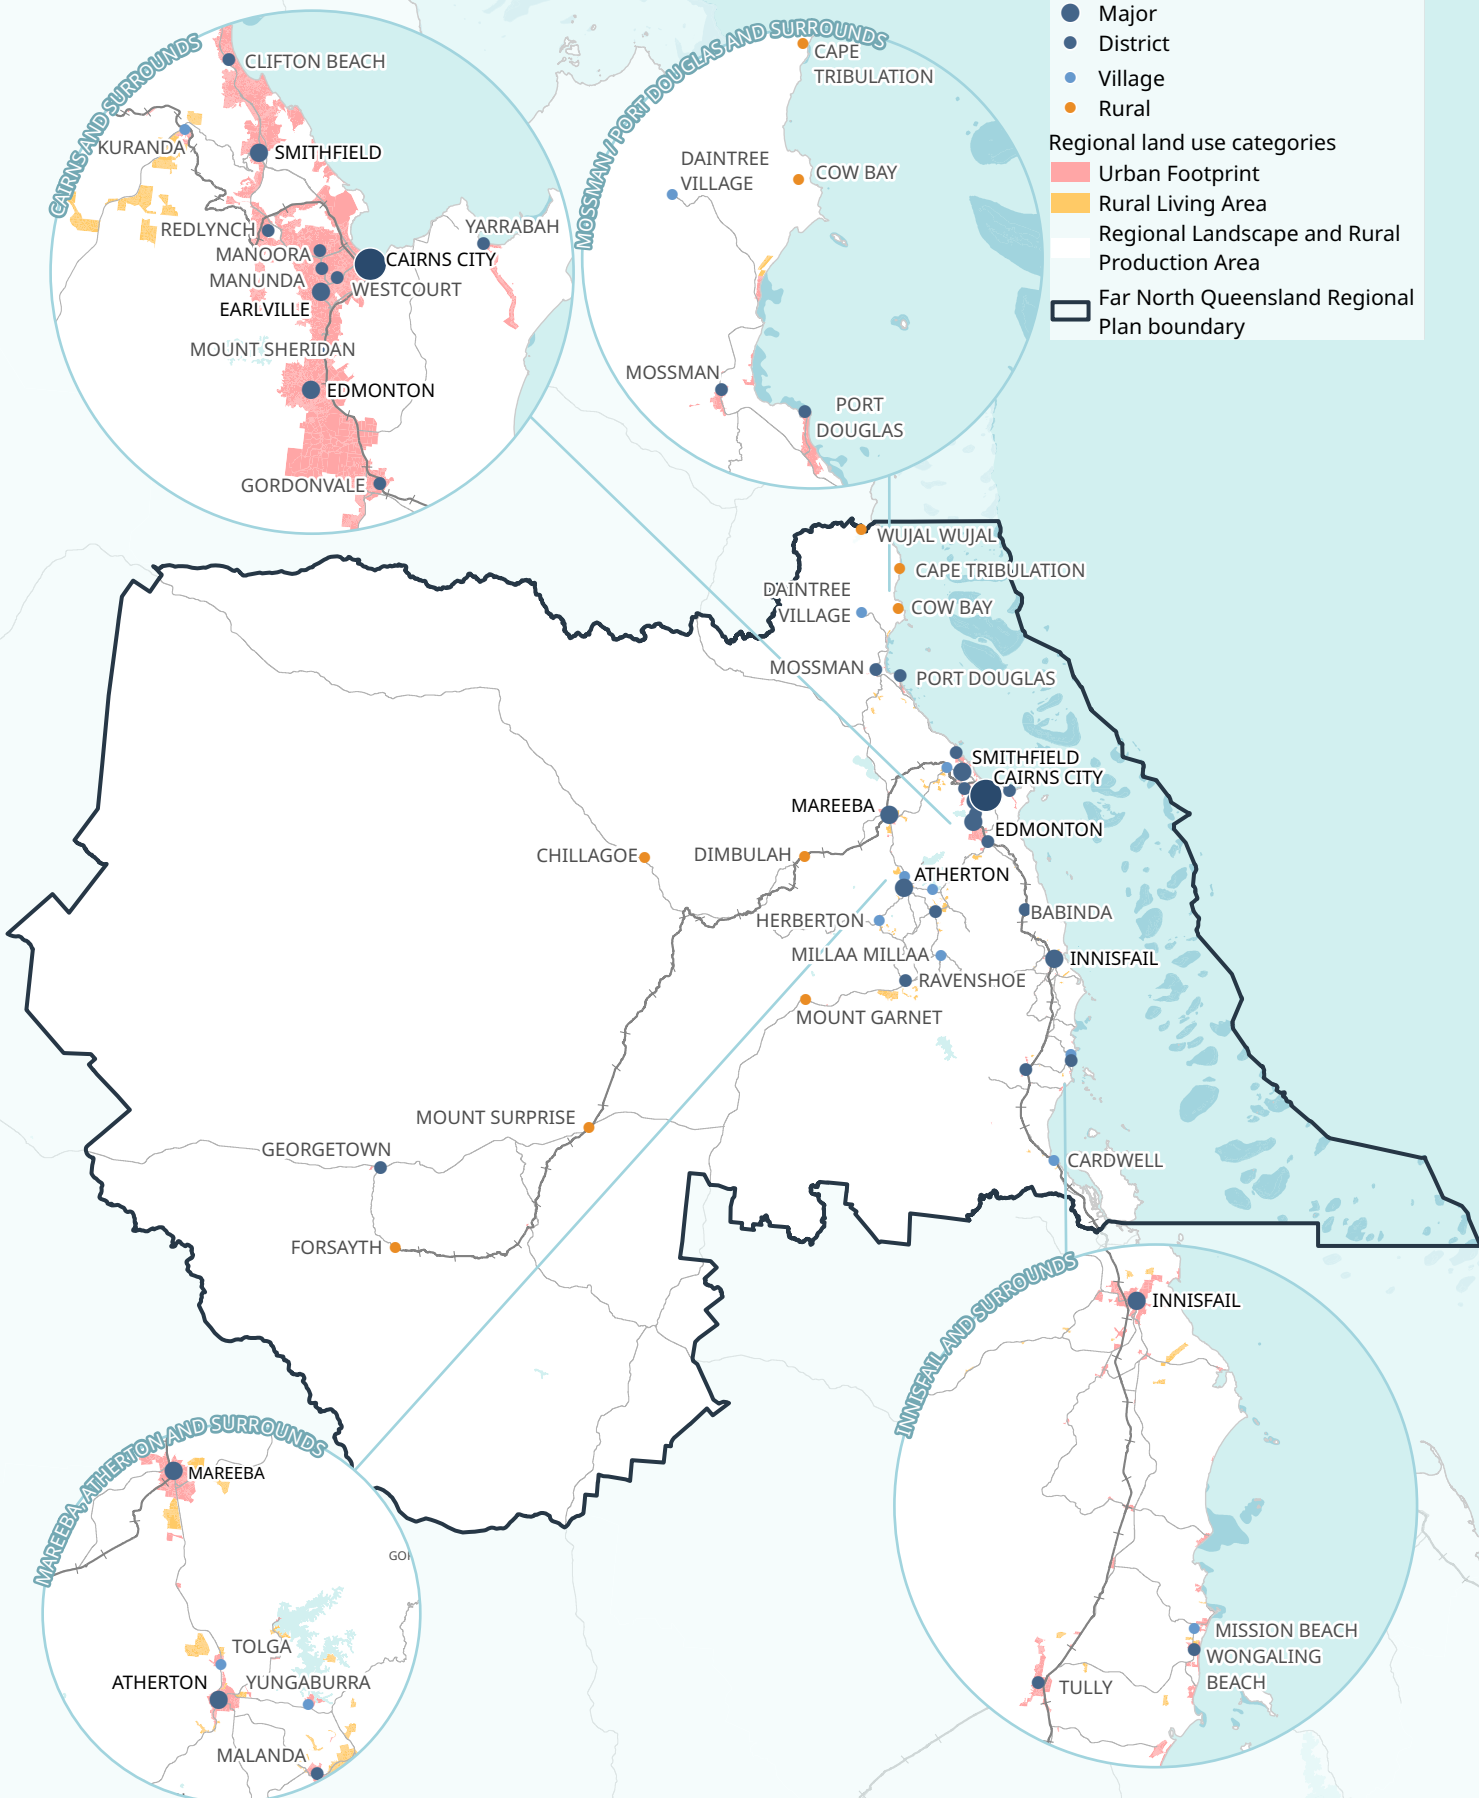 Major
District
Village
Rural
Regional land use categories
Urban Footprint
Rural Living Area
Regional Landscape and Rural
Production Area
Far North Queensland Regional
Plan boundary
CAIRNS AND SURROUNDS
CLIFTON BEACH
KURANDA
SMITHFIELD
REDLYNCH
YARRABAH
MANOORA
CAIRNS CITY
MANUNDA
WESTCOURT
EARLVILLE
MOUNT SHERIDAN
EDMONTON
GORDONVALE
MOSSMAN / PORT DOUGLAS AND SURROUNDS
CAPE
TRIBULATION
DAINTREE
VILLAGE
COW BAY
MOSSMAN
PORT
DOUGLAS
WUJAL WUJAL
CAPE TRIBULATION
DAINTREE
VILLAGE
COW BAY
MOSSMAN
PORT DOUGLAS
SMITHFIELD
CAIRNS CITY
MAREEBA
EDMONTON
CHILLAGOE
DIMBULAH
ATHERTON
HERBERTON
BABINDA
MILLAA MILLAA
INNISFAIL
RAVENSHOE
MOUNT GARNET
MOUNT SURPRISE
GEORGETOWN
CARDWELL
FORSAYTH
MAREEBA, ATHERTON AND SURROUNDS
MAREEBA
GOR
TOLGA
ATHERTON
YUNGABURRA
MALANDA
INNISFAIL AND SURROUNDS
INNISFAIL
MISSION BEACH
WONGALING
BEACH
TULLY